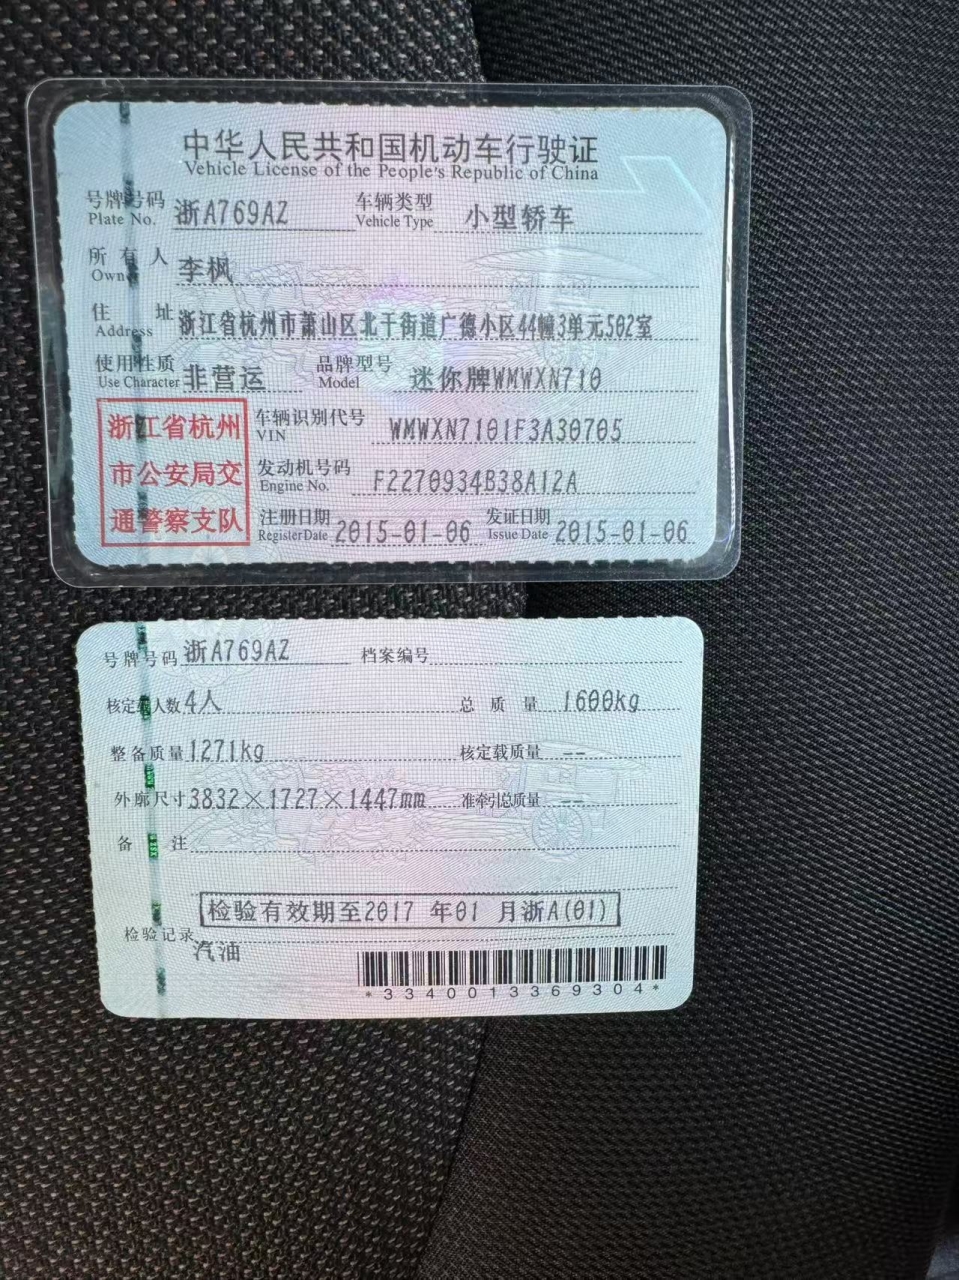 中华人民共和国机动车行驶证
Vehicle License of the People's Republic of China
号牌号码 浙A769AZ 车辆类型 小型轿车
Plate No. Vehicle Type
所有人 李枫
Owner
住址 浙江省杭州市萧山区北干街道广德小区44幢3单元502室
Address
使用性质 非营运 品牌型号 迷你牌WMWXN710
Use Character Model
浙江省杭州市公安局交通警察支队
车辆识别代号 WMWXN7101F3A30705
VIN
发动机号码 F2270934B38A12A
Engine No.
注册日期 2015-01-06 发证日期 2015-01-06
Register Date Issue Date
号牌号码 浙A769AZ 档案编号
核定载人数 4人 总质量 1600kg
整备质量 1271kg 核定载质量 --
外廓尺寸 3832×1727×1447mm 准牵引总质量 --
备注
检验有效期至2017 年01 月浙A(01)
检验记录
汽油
*3340013369304*